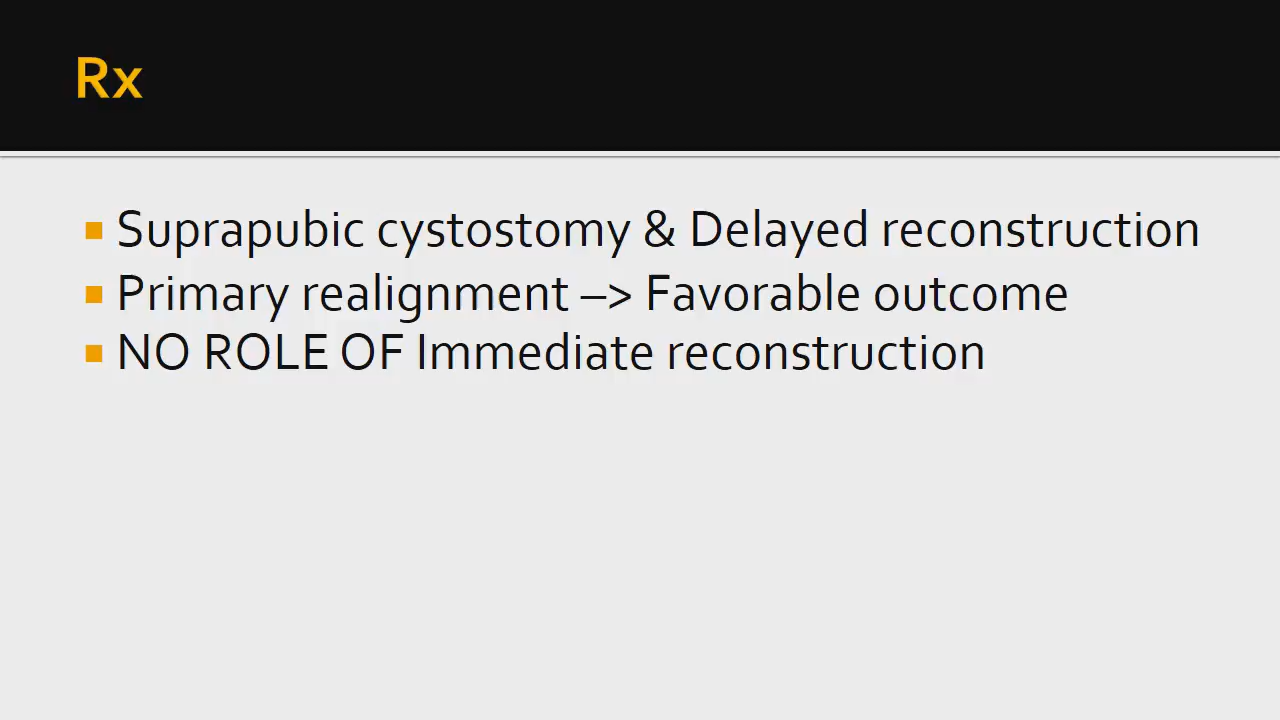 Rx
Suprapubic cystostomy & Delayed reconstruction
Primary realignment –> Favorable outcome
NO ROLE OF Immediate reconstruction